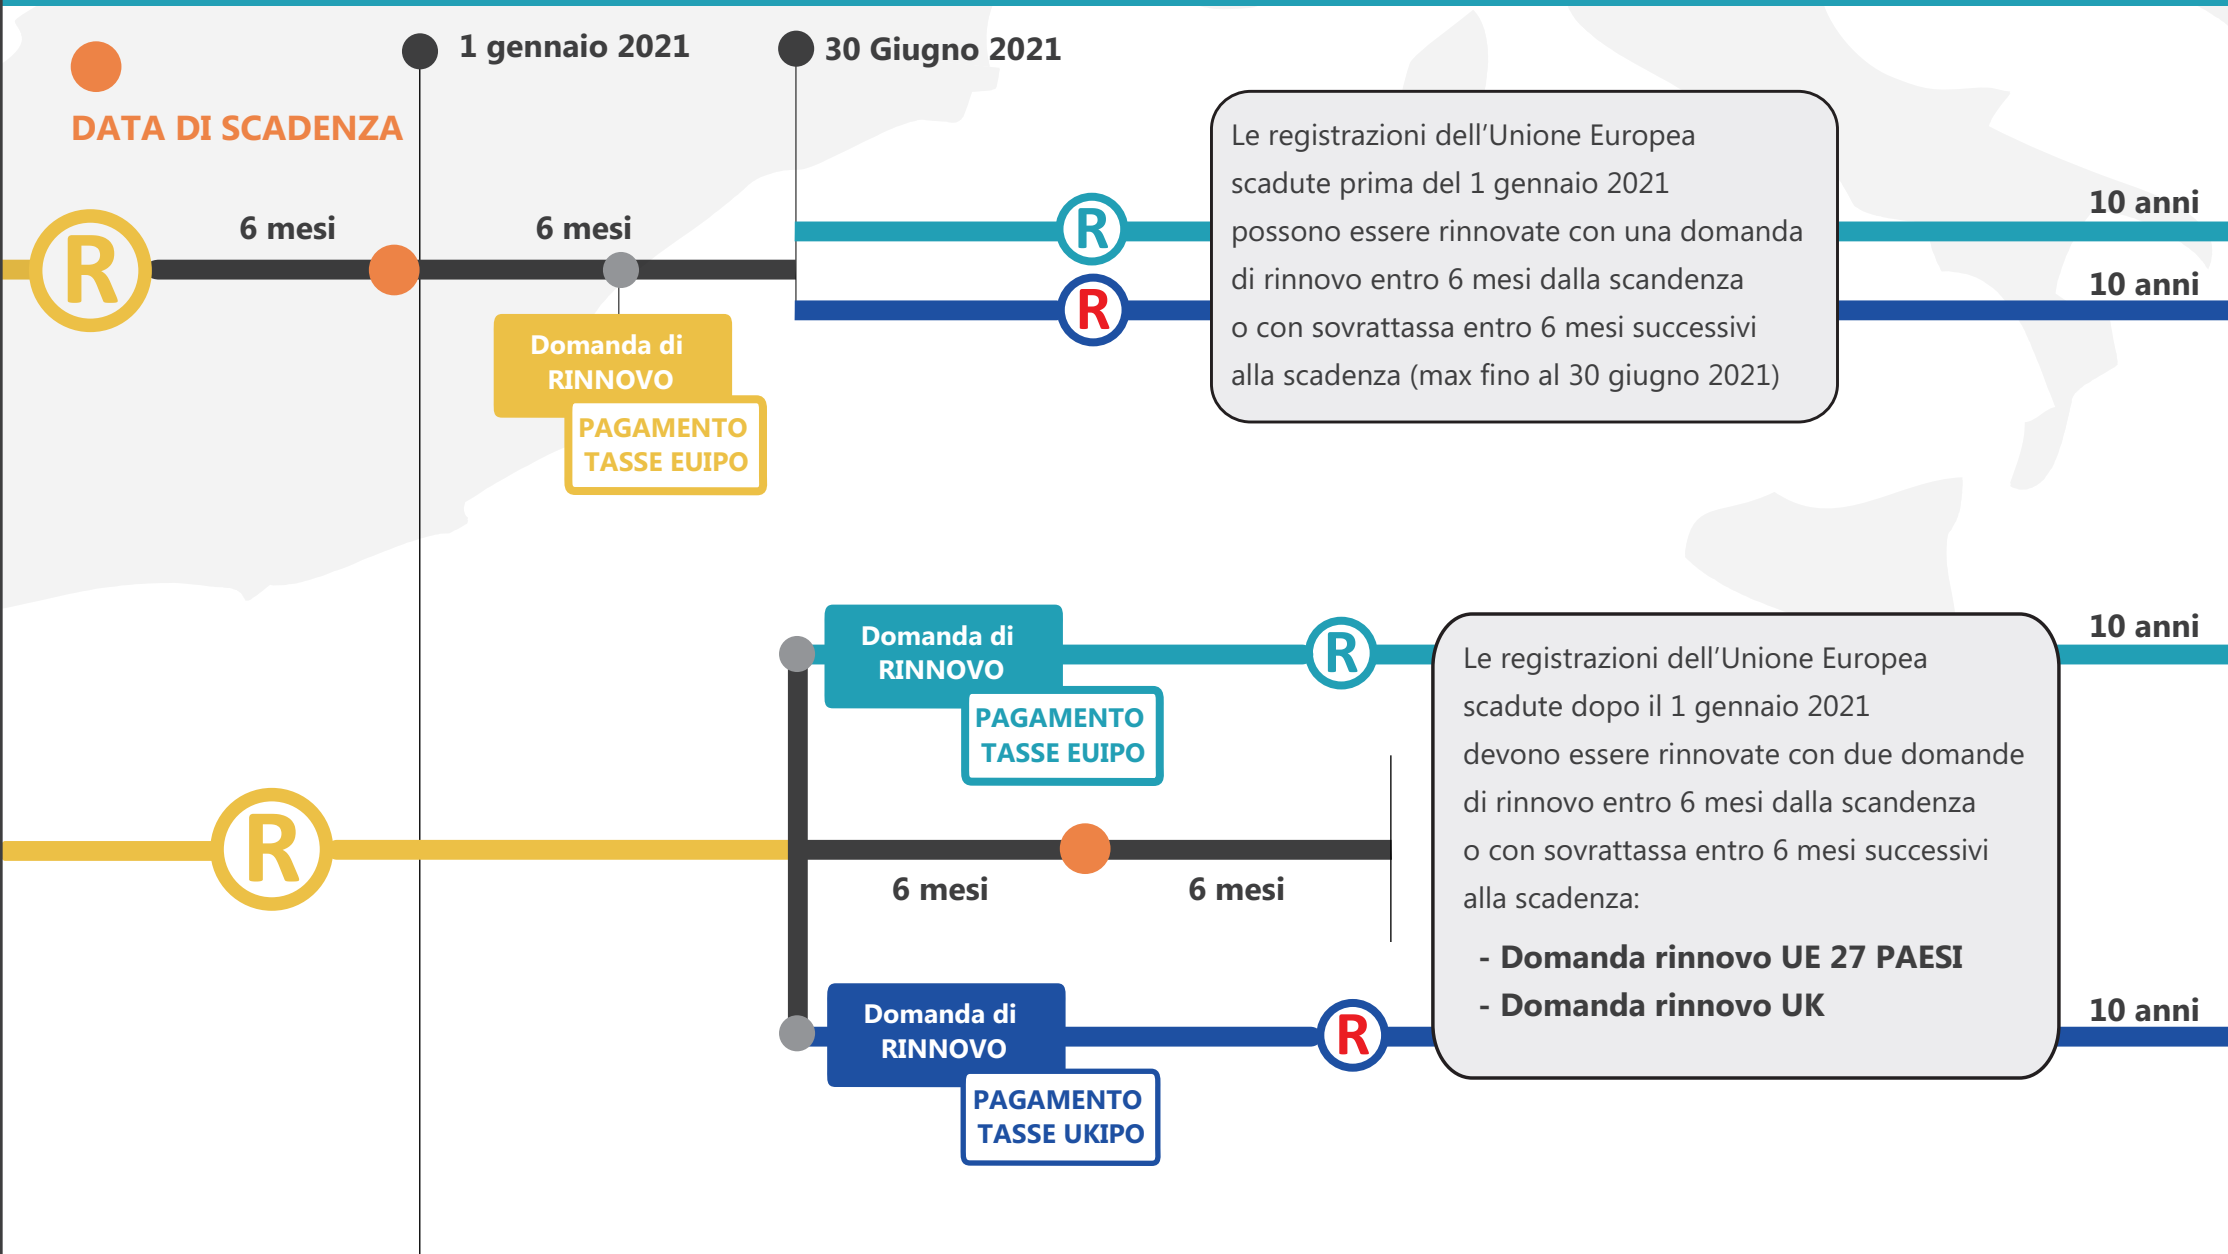 1 gennaio 2021
30 Giugno 2021
DATA DI SCADENZA
R
6 mesi
6 mesi
Domanda di
RINNOVO
PAGAMENTO
TASSE EUIPO
R
R
Le registrazioni dell’Unione Europea
scadute prima del 1 gennaio 2021
possono essere rinnovate con una domanda
di rinnovo entro 6 mesi dalla scandenza
o con sovrattassa entro 6 mesi successivi
alla scadenza (max fino al 30 giugno 2021)
10 anni
10 anni
R
Domanda di
RINNOVO
PAGAMENTO
TASSE EUIPO
R
6 mesi
6 mesi
Domanda di
RINNOVO
PAGAMENTO
TASSE UKIPO
R
Le registrazioni dell’Unione Europea
scadute dopo il 1 gennaio 2021
devono essere rinnovate con due domande
di rinnovo entro 6 mesi dalla scandenza
o con sovrattassa entro 6 mesi successivi
alla scadenza:
- Domanda rinnovo UE 27 PAESI
- Domanda rinnovo UK
10 anni
10 anni